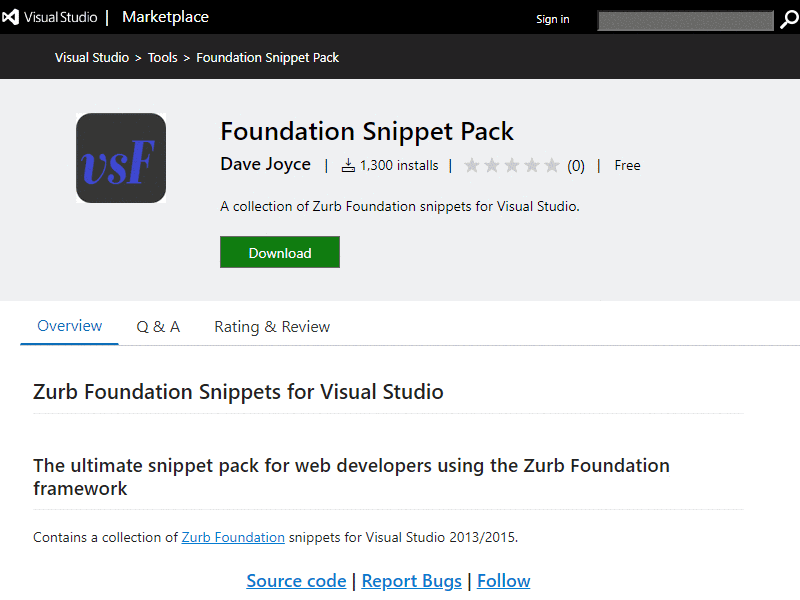 Visual Studio | Marketplace
Sign in
Visual Studio > Tools > Foundation Snippet Pack
vsF
Foundation Snippet Pack
Dave Joyce | 1,300 installs | (0) | Free
A collection of Zurb Foundation snippets for Visual Studio.
Download
Overview Q & A Rating & Review
Zurb Foundation Snippets for Visual Studio
The ultimate snippet pack for web developers using the Zurb Foundation
framework
Contains a collection of Zurb Foundation snippets for Visual Studio 2013/2015.
Source code | Report Bugs | Follow